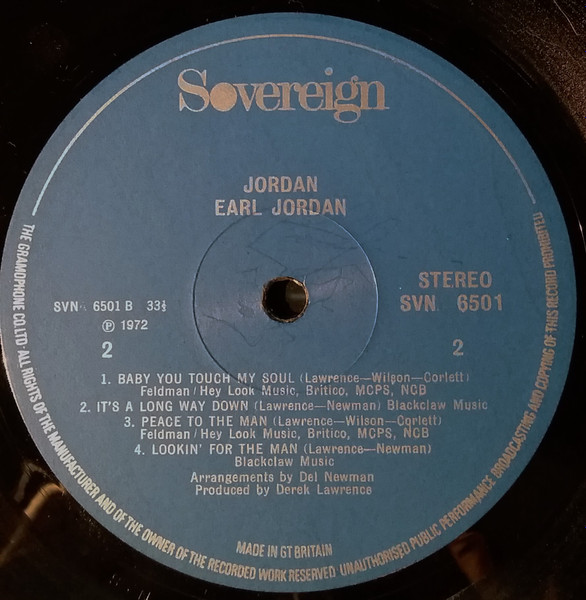 Sovereign
JORDAN
EARL JORDAN
STEREO
SVN 6501
SVN 6501 B 33⅓
Ⓟ 1972
2
2
1. BABY YOU TOUCH MY SOUL (Lawrence—Wilson—Corlett)
Feldman/Hey Look Music, Britico, MCPS, NCB
2. IT'S A LONG WAY DOWN (Lawrence—Newman) Blackclaw Music
3. PEACE TO THE MAN (Lawrence—Wilson—Corlett)
Feldman/Hey Look Music, Britico, MCPS, NCB
4. LOOKIN' FOR THE MAN (Lawrence—Newman)
Blackclaw Music
Arrangements by Del Newman
Produced by Derek Lawrence
MADE IN GT BRITAIN
THE GRAMOPHONE CO. LTD · ALL RIGHTS OF THE MANUFACTURER AND OF THE OWNER OF THE RECORDED WORK RESERVED UNAUTHORISED PUBLIC PERFORMANCE BROADCASTING AND COPYING OF THIS RECORD PROHIBITED